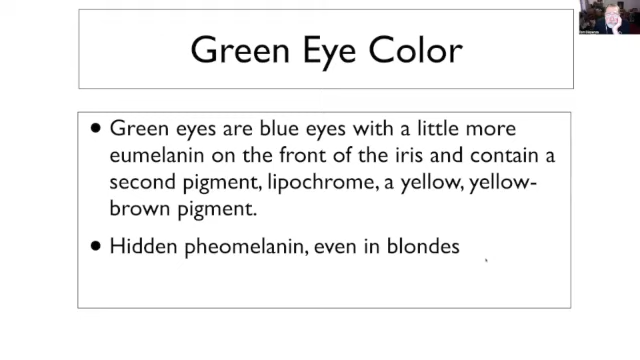 Green Eye Color
• Green eyes are blue eyes with a little more
eumelanin on the front of the iris and contain a
second pigment, lipochrome, a yellow, yellow-
brown pigment.
• Hidden pheomelanin, even in blondes